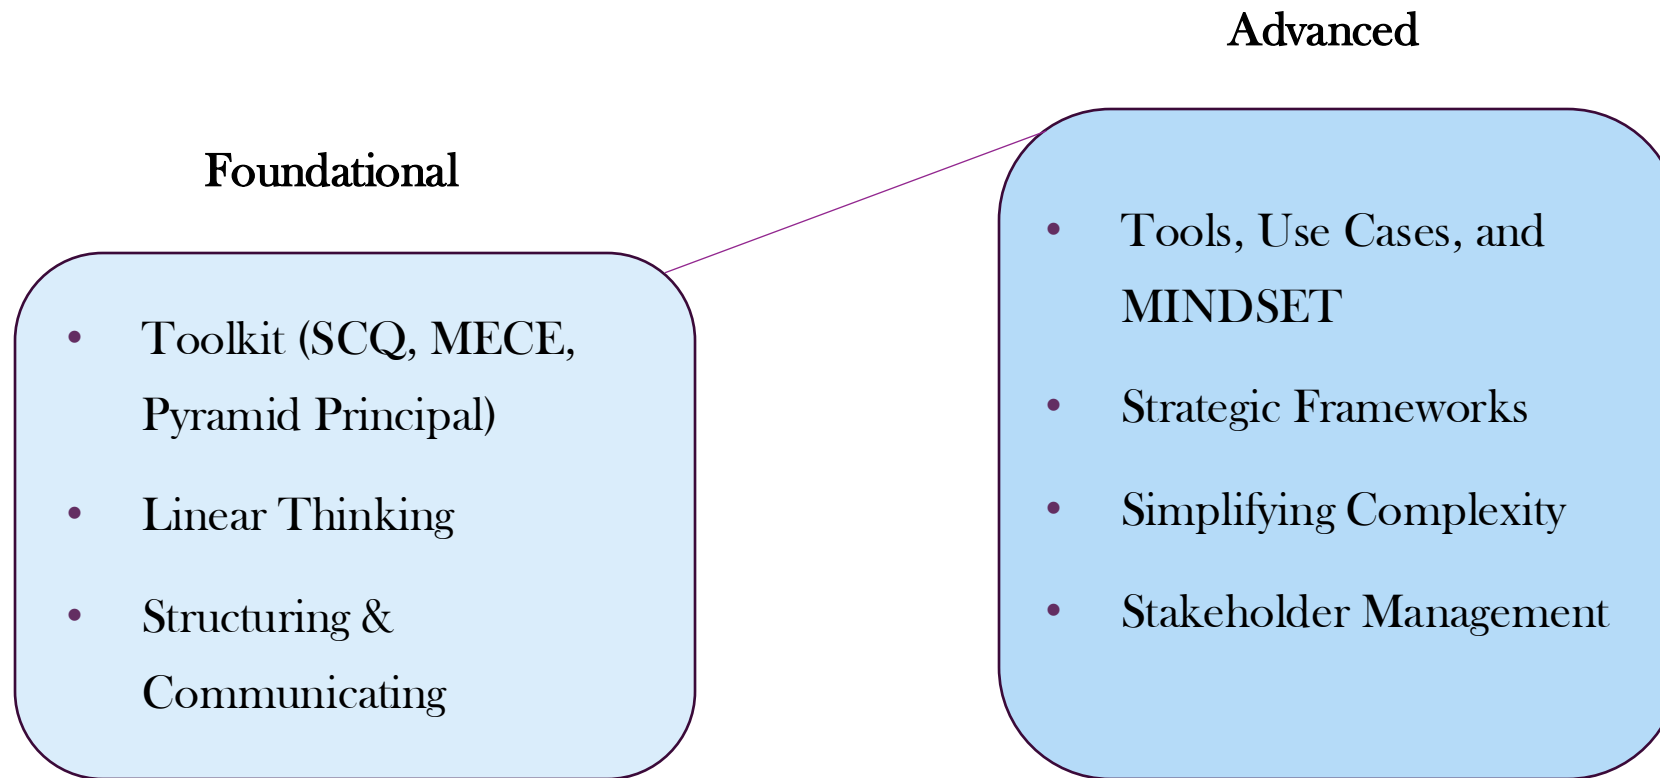 Foundational
• Toolkit (SCQ, MECE,
Pyramid Principal)
• Linear Thinking
• Structuring &
Communicating
Advanced
• Tools, Use Cases, and
MINDSET
• Strategic Frameworks
• Simplifying Complexity
• Stakeholder Management